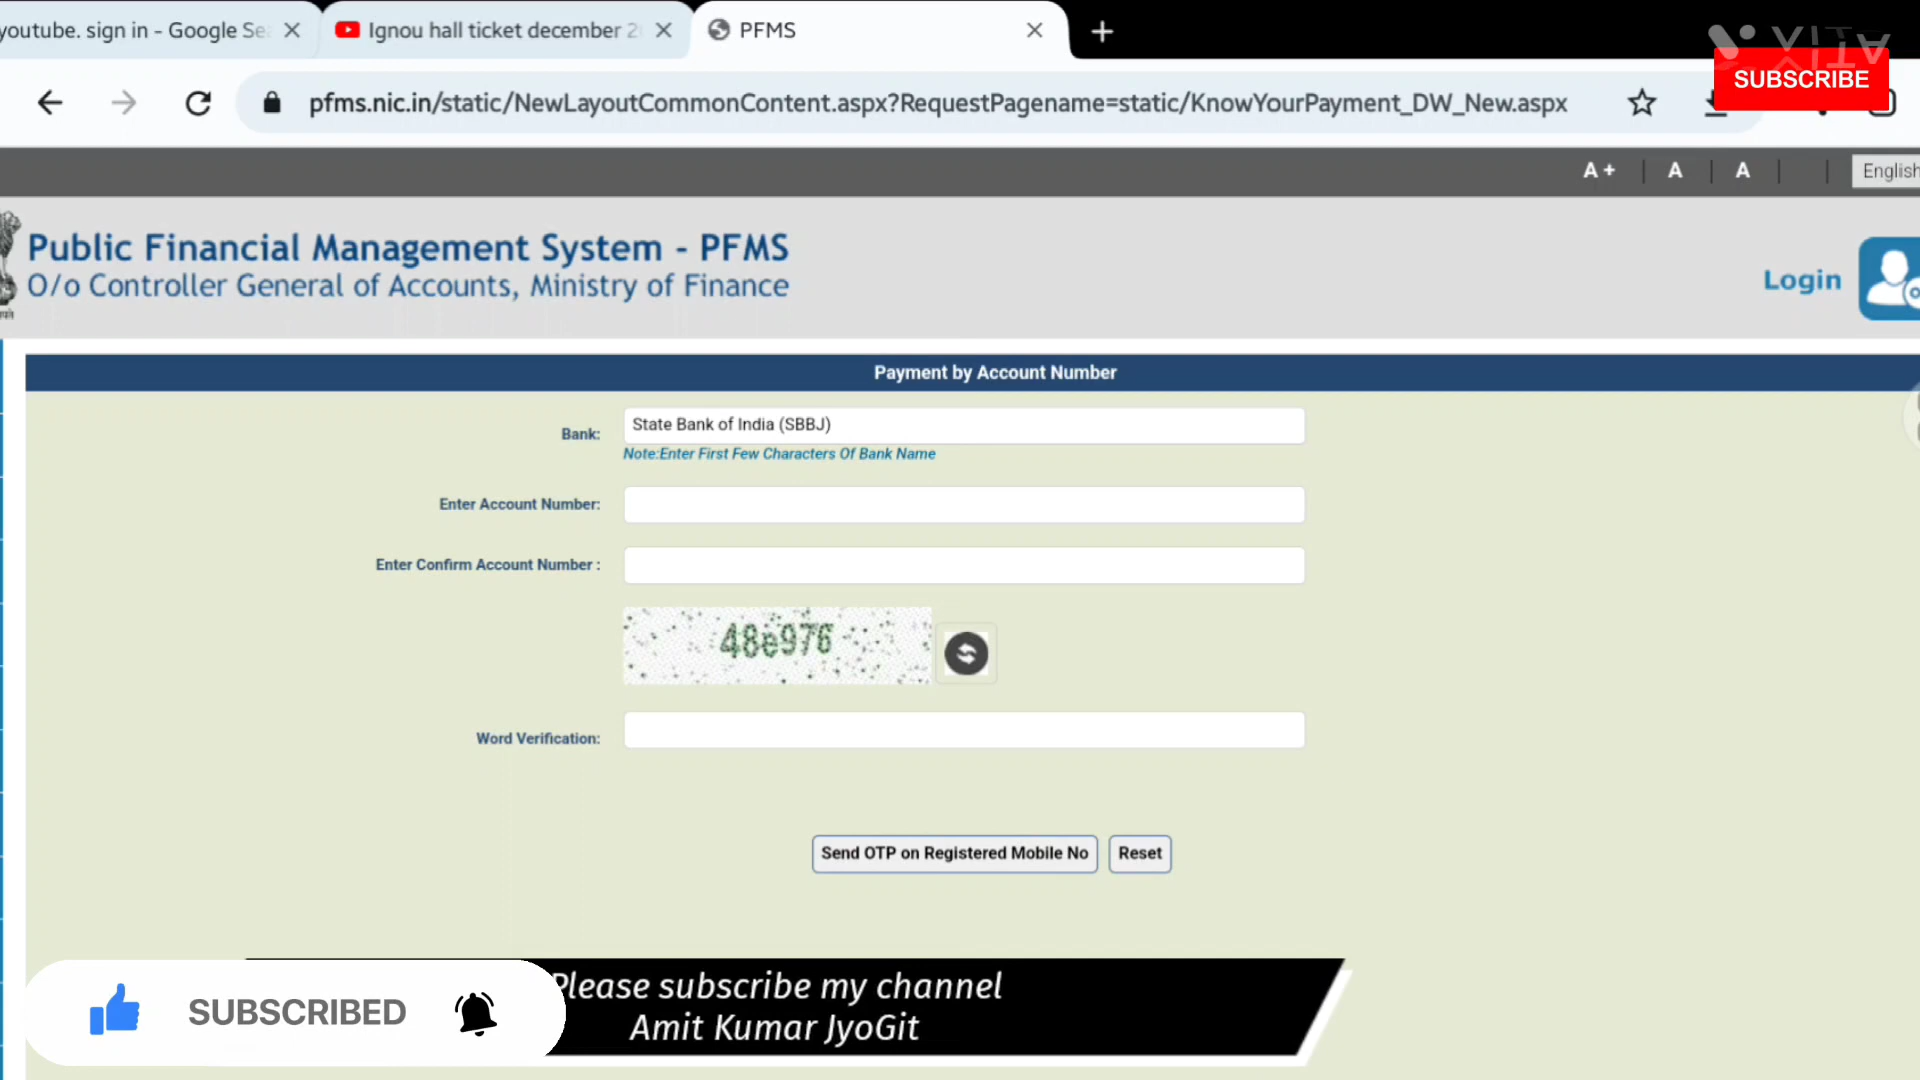 youtube. sign in - Google Se
Ignou hall ticket december 2
PFMS
VITA
SUBSCRIBE
pfms.nic.in/static/NewLayoutCommonContent.aspx?RequestPagename=static/KnowYourPayment_DW_New.aspx
A + | A | A | | English
Public Financial Management System - PFMS
O/o Controller General of Accounts, Ministry of Finance
Login
Payment by Account Number
Bank: State Bank of India (SBBJ)
Note:Enter First Few Characters Of Bank Name
Enter Account Number:
Enter Confirm Account Number :
48e976
Word Verification:
Send OTP on Registered Mobile No Reset
Please subscribe my channel
SUBSCRIBED
Amit Kumar JyoGit